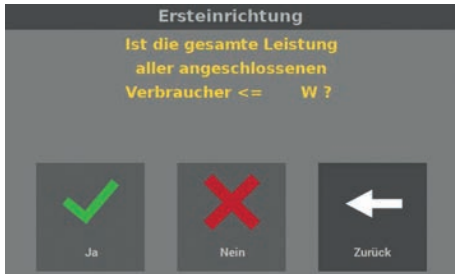 Ersteinrichtung
Ist die gesamte Leistung
aller angeschlossenen
Verbraucher <= W ?
Ja Nein Zurück